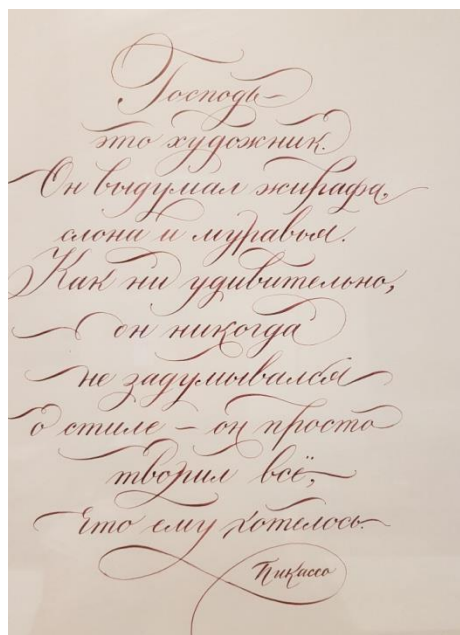 Господь –
это художник.
Он выдумал жирафа,
слона и муравья.
Как ни удивительно,
он никогда
не задумывался
о стиле – он просто
творил всё,
что ему хотелось.
Пикассо